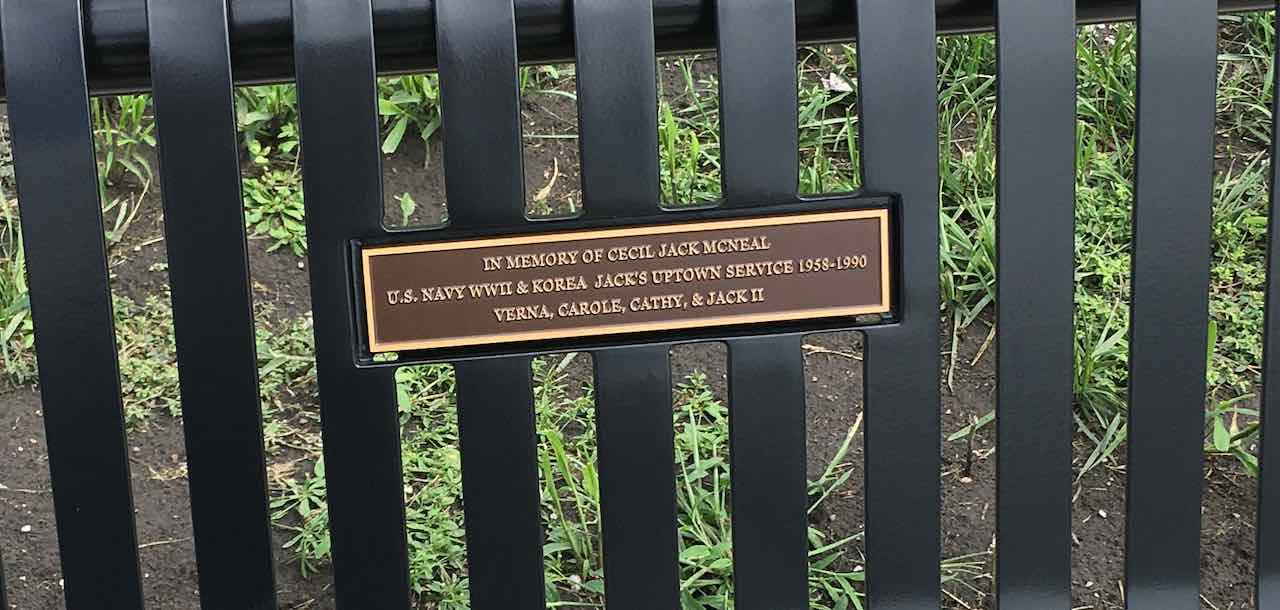 IN MEMORY OF CECIL JACK MCNEAL
U.S. NAVY WWII & KOREA JACK'S UPTOWN SERVICE 1958-1990
VERNA, CAROLE, CATHY, & JACK II